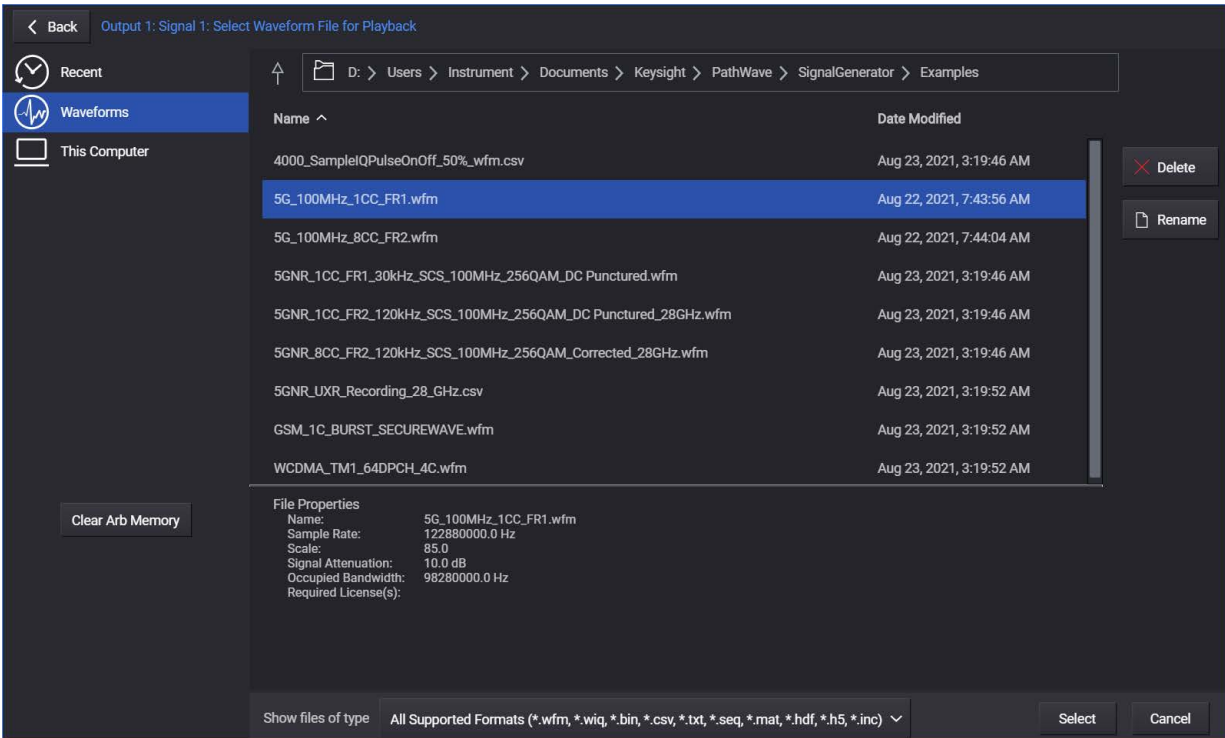 Back Output 1: Signal 1: Select Waveform File for Playback
Recent
Waveforms
This Computer
Clear Arb Memory
D: > Users > Instrument > Documents > Keysight > PathWave > SignalGenerator > Examples
Name Date Modified
4000_SampleIQPulseOnOff_50%_wfm.csv Aug 23, 2021, 3:19:46 AM
5G_100MHz_1CC_FR1.wfm Aug 22, 2021, 7:43:56 AM
5G_100MHz_8CC_FR2.wfm Aug 22, 2021, 7:44:04 AM
5GNR_1CC_FR1_30kHz_SCS_100MHz_256QAM_DC Punctured.wfm Aug 23, 2021, 3:19:46 AM
5GNR_1CC_FR2_120kHz_SCS_100MHz_256QAM_DC Punctured_28GHz.wfm Aug 23, 2021, 3:19:46 AM
5GNR_8CC_FR2_120kHz_SCS_100MHz_256QAM_Corrected_28GHz.wfm Aug 23, 2021, 3:19:46 AM
5GNR_UXR_Recording_28_GHz.csv Aug 23, 2021, 3:19:52 AM
GSM_1C_BURST_SECUREWAVE.wfm Aug 23, 2021, 3:19:52 AM
WCDMA_TM1_64DPCH_4C.wfm Aug 23, 2021, 3:19:52 AM
Delete
Rename
File Properties
Name: 5G_100MHz_1CC_FR1.wfm
Sample Rate: 122880000.0 Hz
Scale: 85.0
Signal Attenuation: 10.0 dB
Occupied Bandwidth: 98280000.0 Hz
Required License(s):
Show files of type All Supported Formats (*.wfm, *.wiq, *.bin, *.csv, *.txt, *.seq, *.mat, *.hdf, *.h5, *.inc) Select Cancel